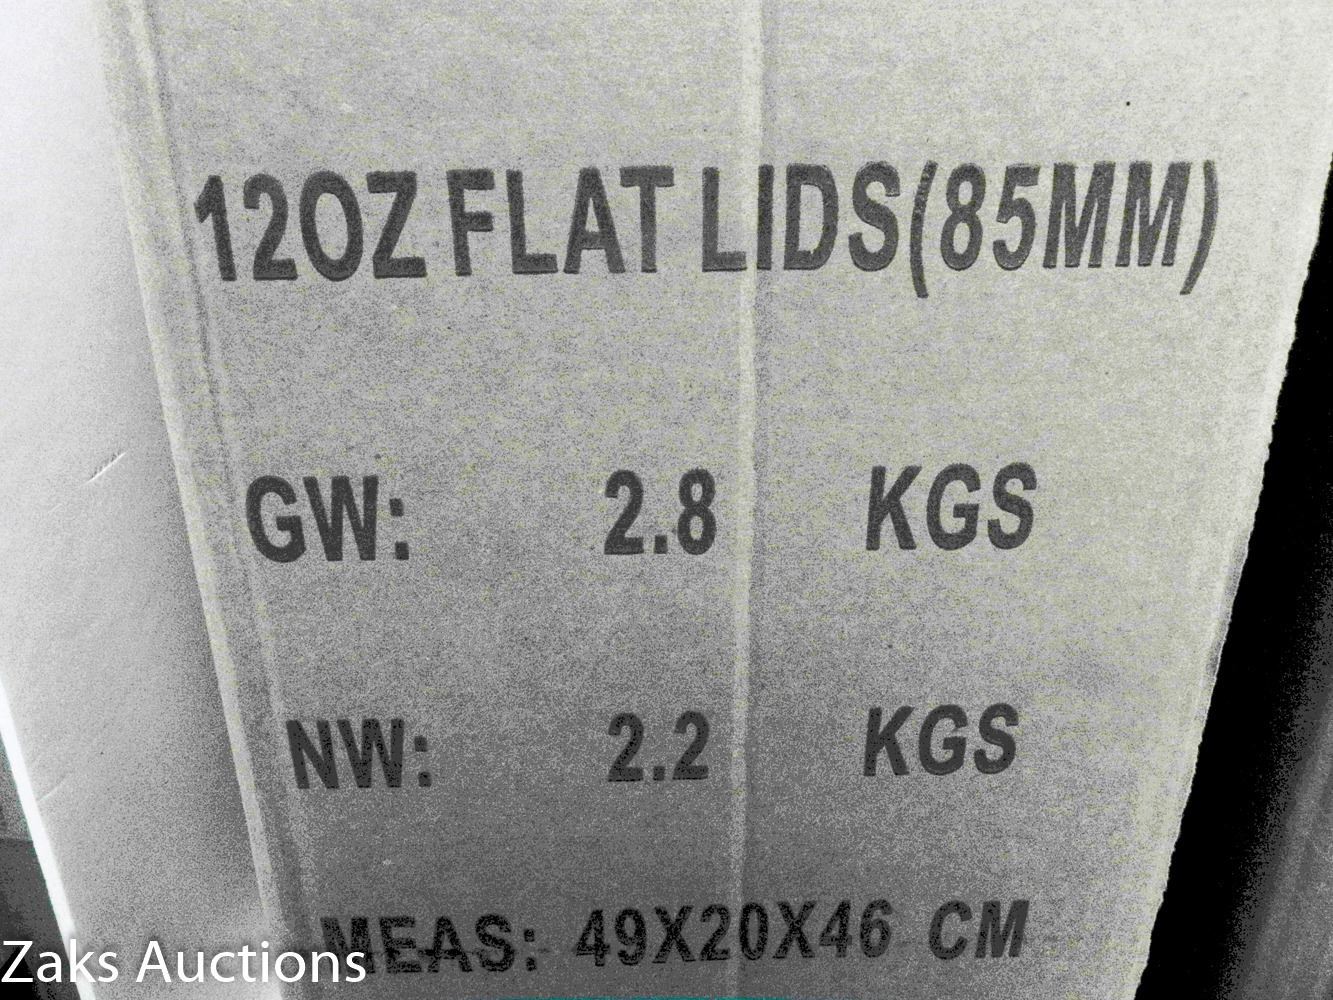 12OZ FLAT LIDS(85MM)
GW: 2.8 KGS
NW: 2.2 KGS
MEAS: 49X20X46 CM
Zaks Auctions